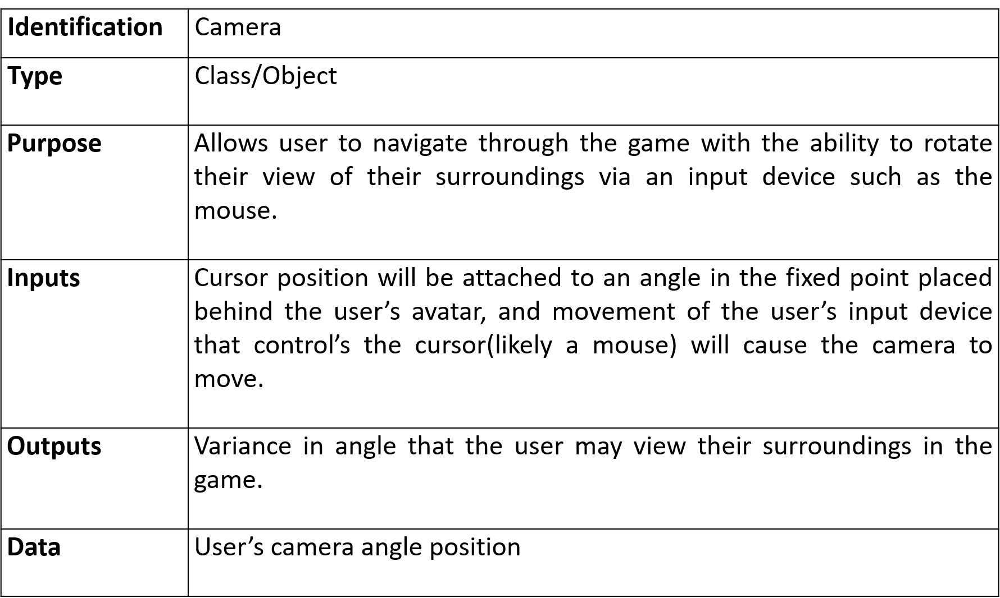 Identification
Camera
Type
Class/Object
Purpose
Allows user to navigate through the game with the ability to rotate
their view of their surroundings via an input device such as the
mouse.
Inputs
Cursor position will be attached to an angle in the fixed point placed
behind the user’s avatar, and movement of the user’s input device
that control’s the cursor(likely a mouse) will cause the camera to
move.
Outputs
Variance in angle that the user may view their surroundings in the
game.
Data
User’s camera angle position